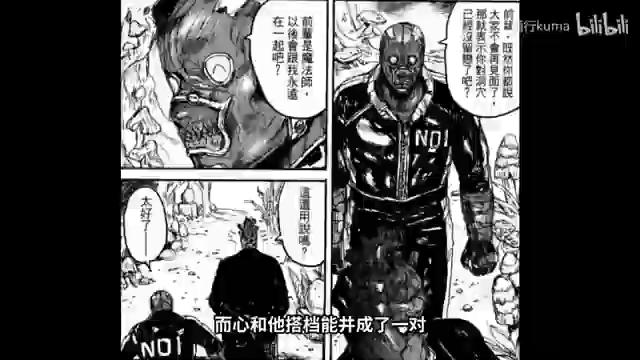 前輩，既然你都說
大家不會再見面了，
那就表示你對洞穴
已經沒留戀了吧？
NOI
前輩是魔法師，
以後會跟我永遠
在一起吧？
這還用說嗎？
太好了──
NOI
而心和他搭档能井成了一对
行kuma
bilibili